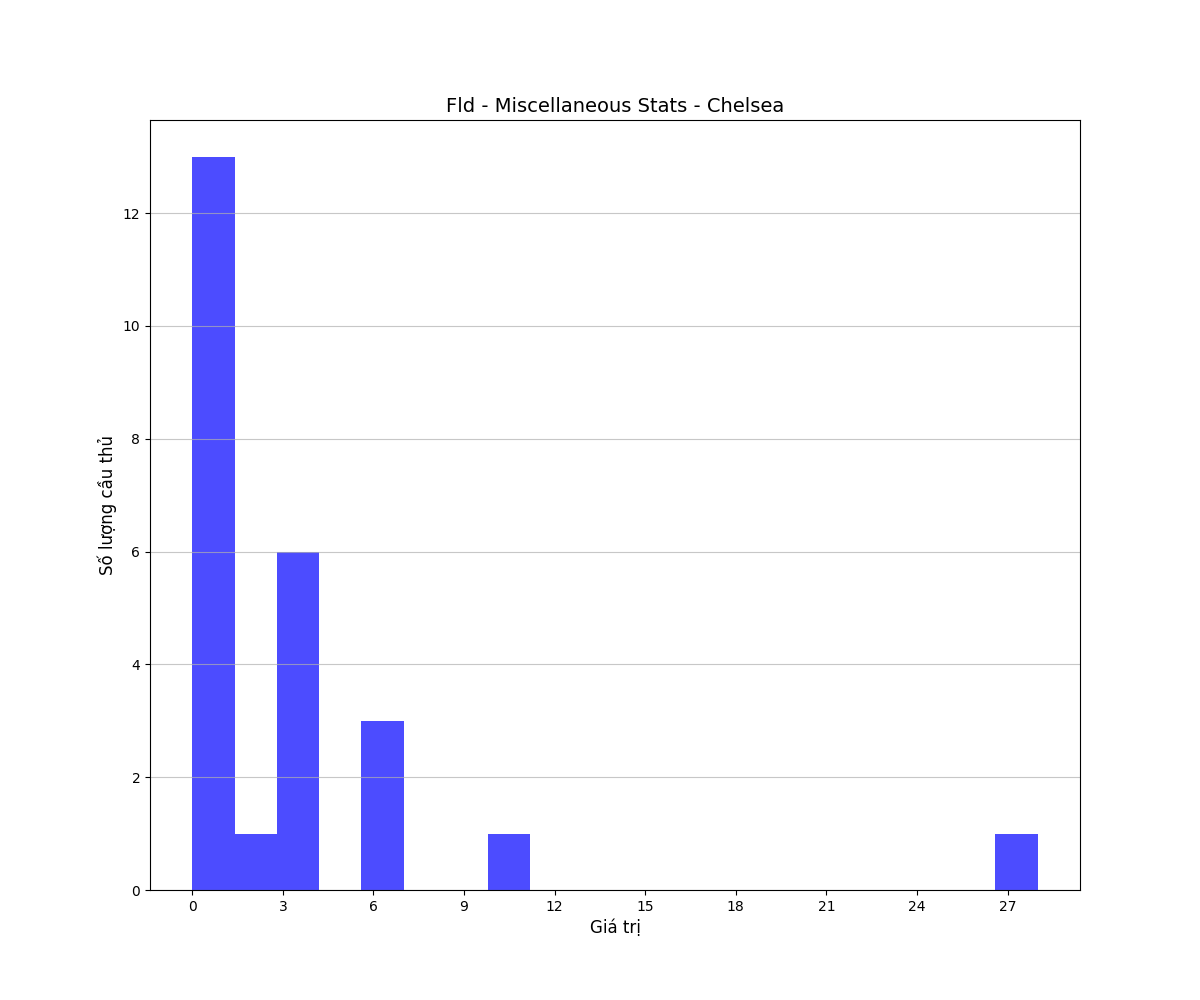 Fld - Miscellaneous Stats - Chelsea
Số lượng cầu thủ
12
10
8
6
4
2
0
0 3 6 9 12 15 18 21 24 27
Giá trị